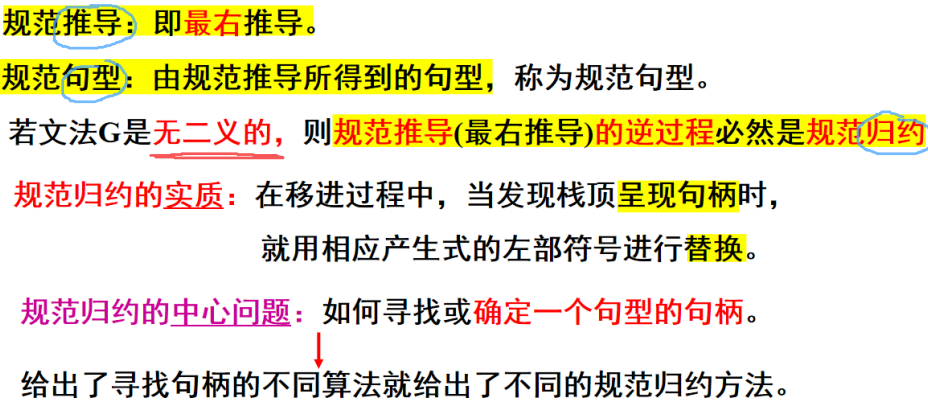 规范推导：即最右推导。
规范句型：由规范推导所得到的句型，称为规范句型。
若文法G是无二义的，则规范推导(最右推导)的逆过程必然是规范归约
规范归约的实质：在移进过程中，当发现栈顶呈现句柄时，
就用相应产生式的左部符号进行替换。
规范归约的中心问题：如何寻找或确定一个句型的句柄。
给出了寻找句柄的不同算法就给出了不同的规范归约方法。